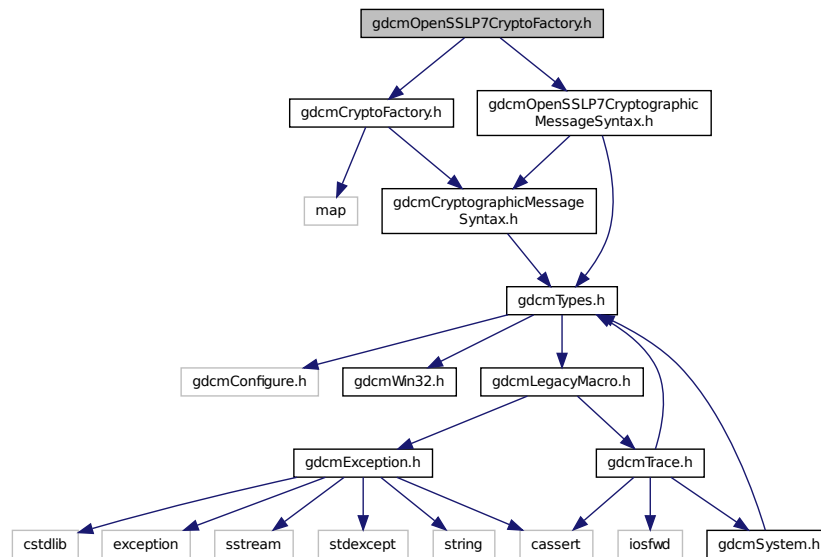 gdcmOpenSSLP7CryptoFactory.h
gdcmCryptoFactory.h
gdcmOpenSSLP7Cryptographic
MessageSyntax.h
map
gdcmCryptographicMessage
Syntax.h
gdcmTypes.h
gdcmConfigure.h
gdcmWin32.h
gdcmLegacyMacro.h
gdcmException.h
gdcmTrace.h
cstdlib
exception
sstream
stdexcept
string
cassert
iosfwd
gdcmSystem.h